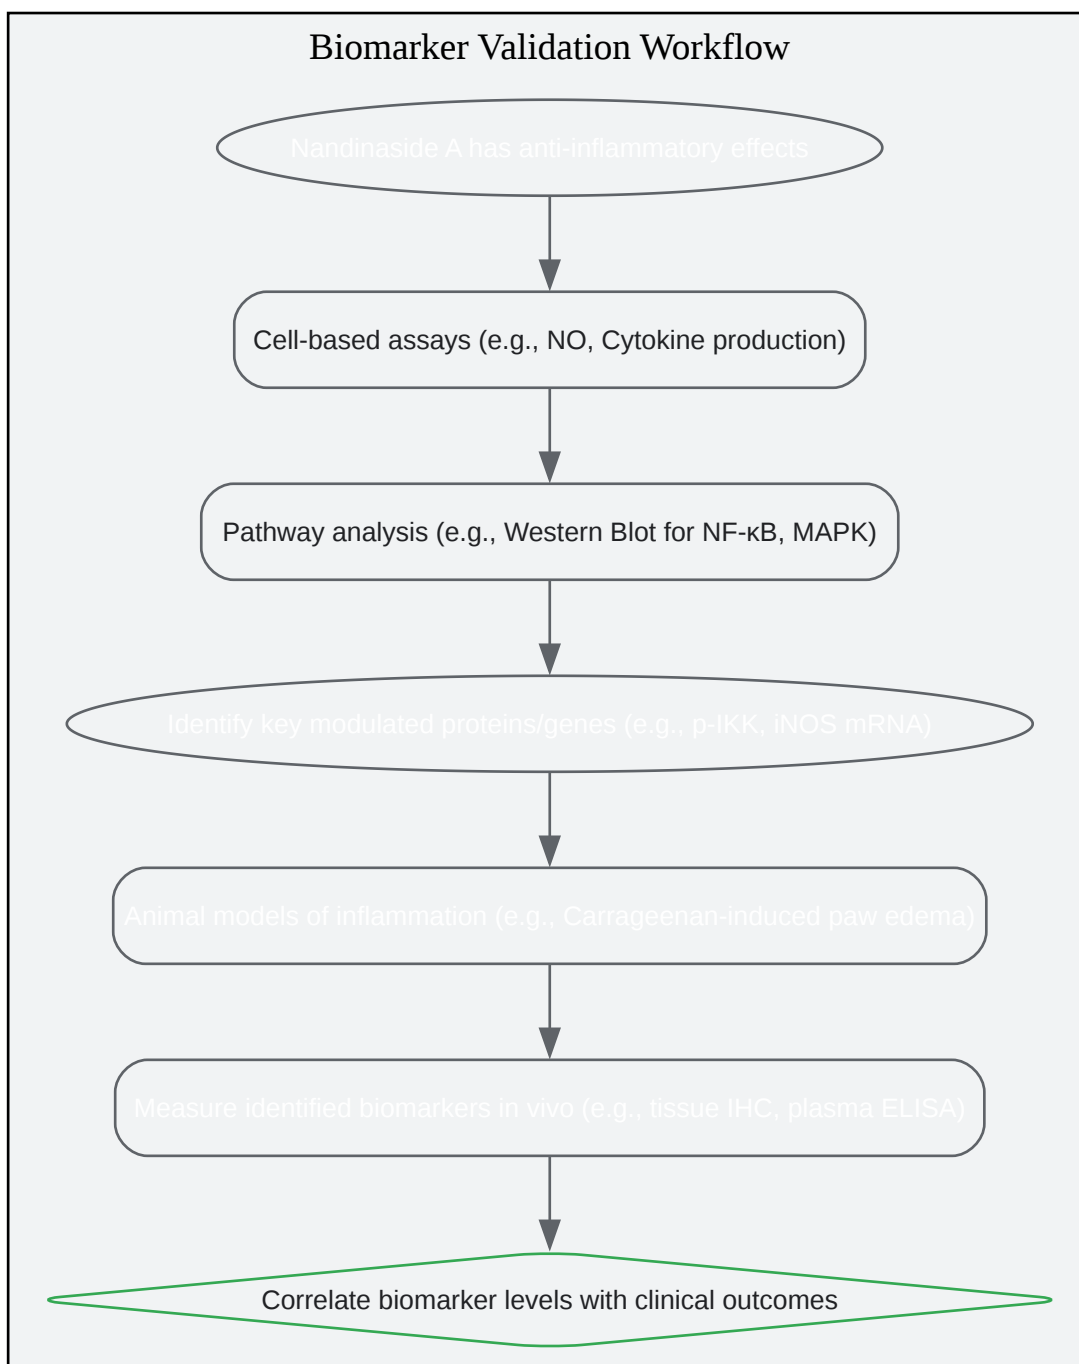 Biomarker Validation Workflow
Nandinaside A has anti-inflammatory effects
Cell-based assays (e.g., NO, Cytokine production)
Pathway analysis (e.g., Western Blot for NF-κB, MAPK)
Identify key modulated proteins/genes (e.g., p-IKK, iNOS mRNA)
Animal models of inflammation (e.g., Carrageenan-induced paw edema)
Measure identified biomarkers in vivo (e.g., tissue IHC, plasma ELISA)
Correlate biomarker levels with clinical outcomes